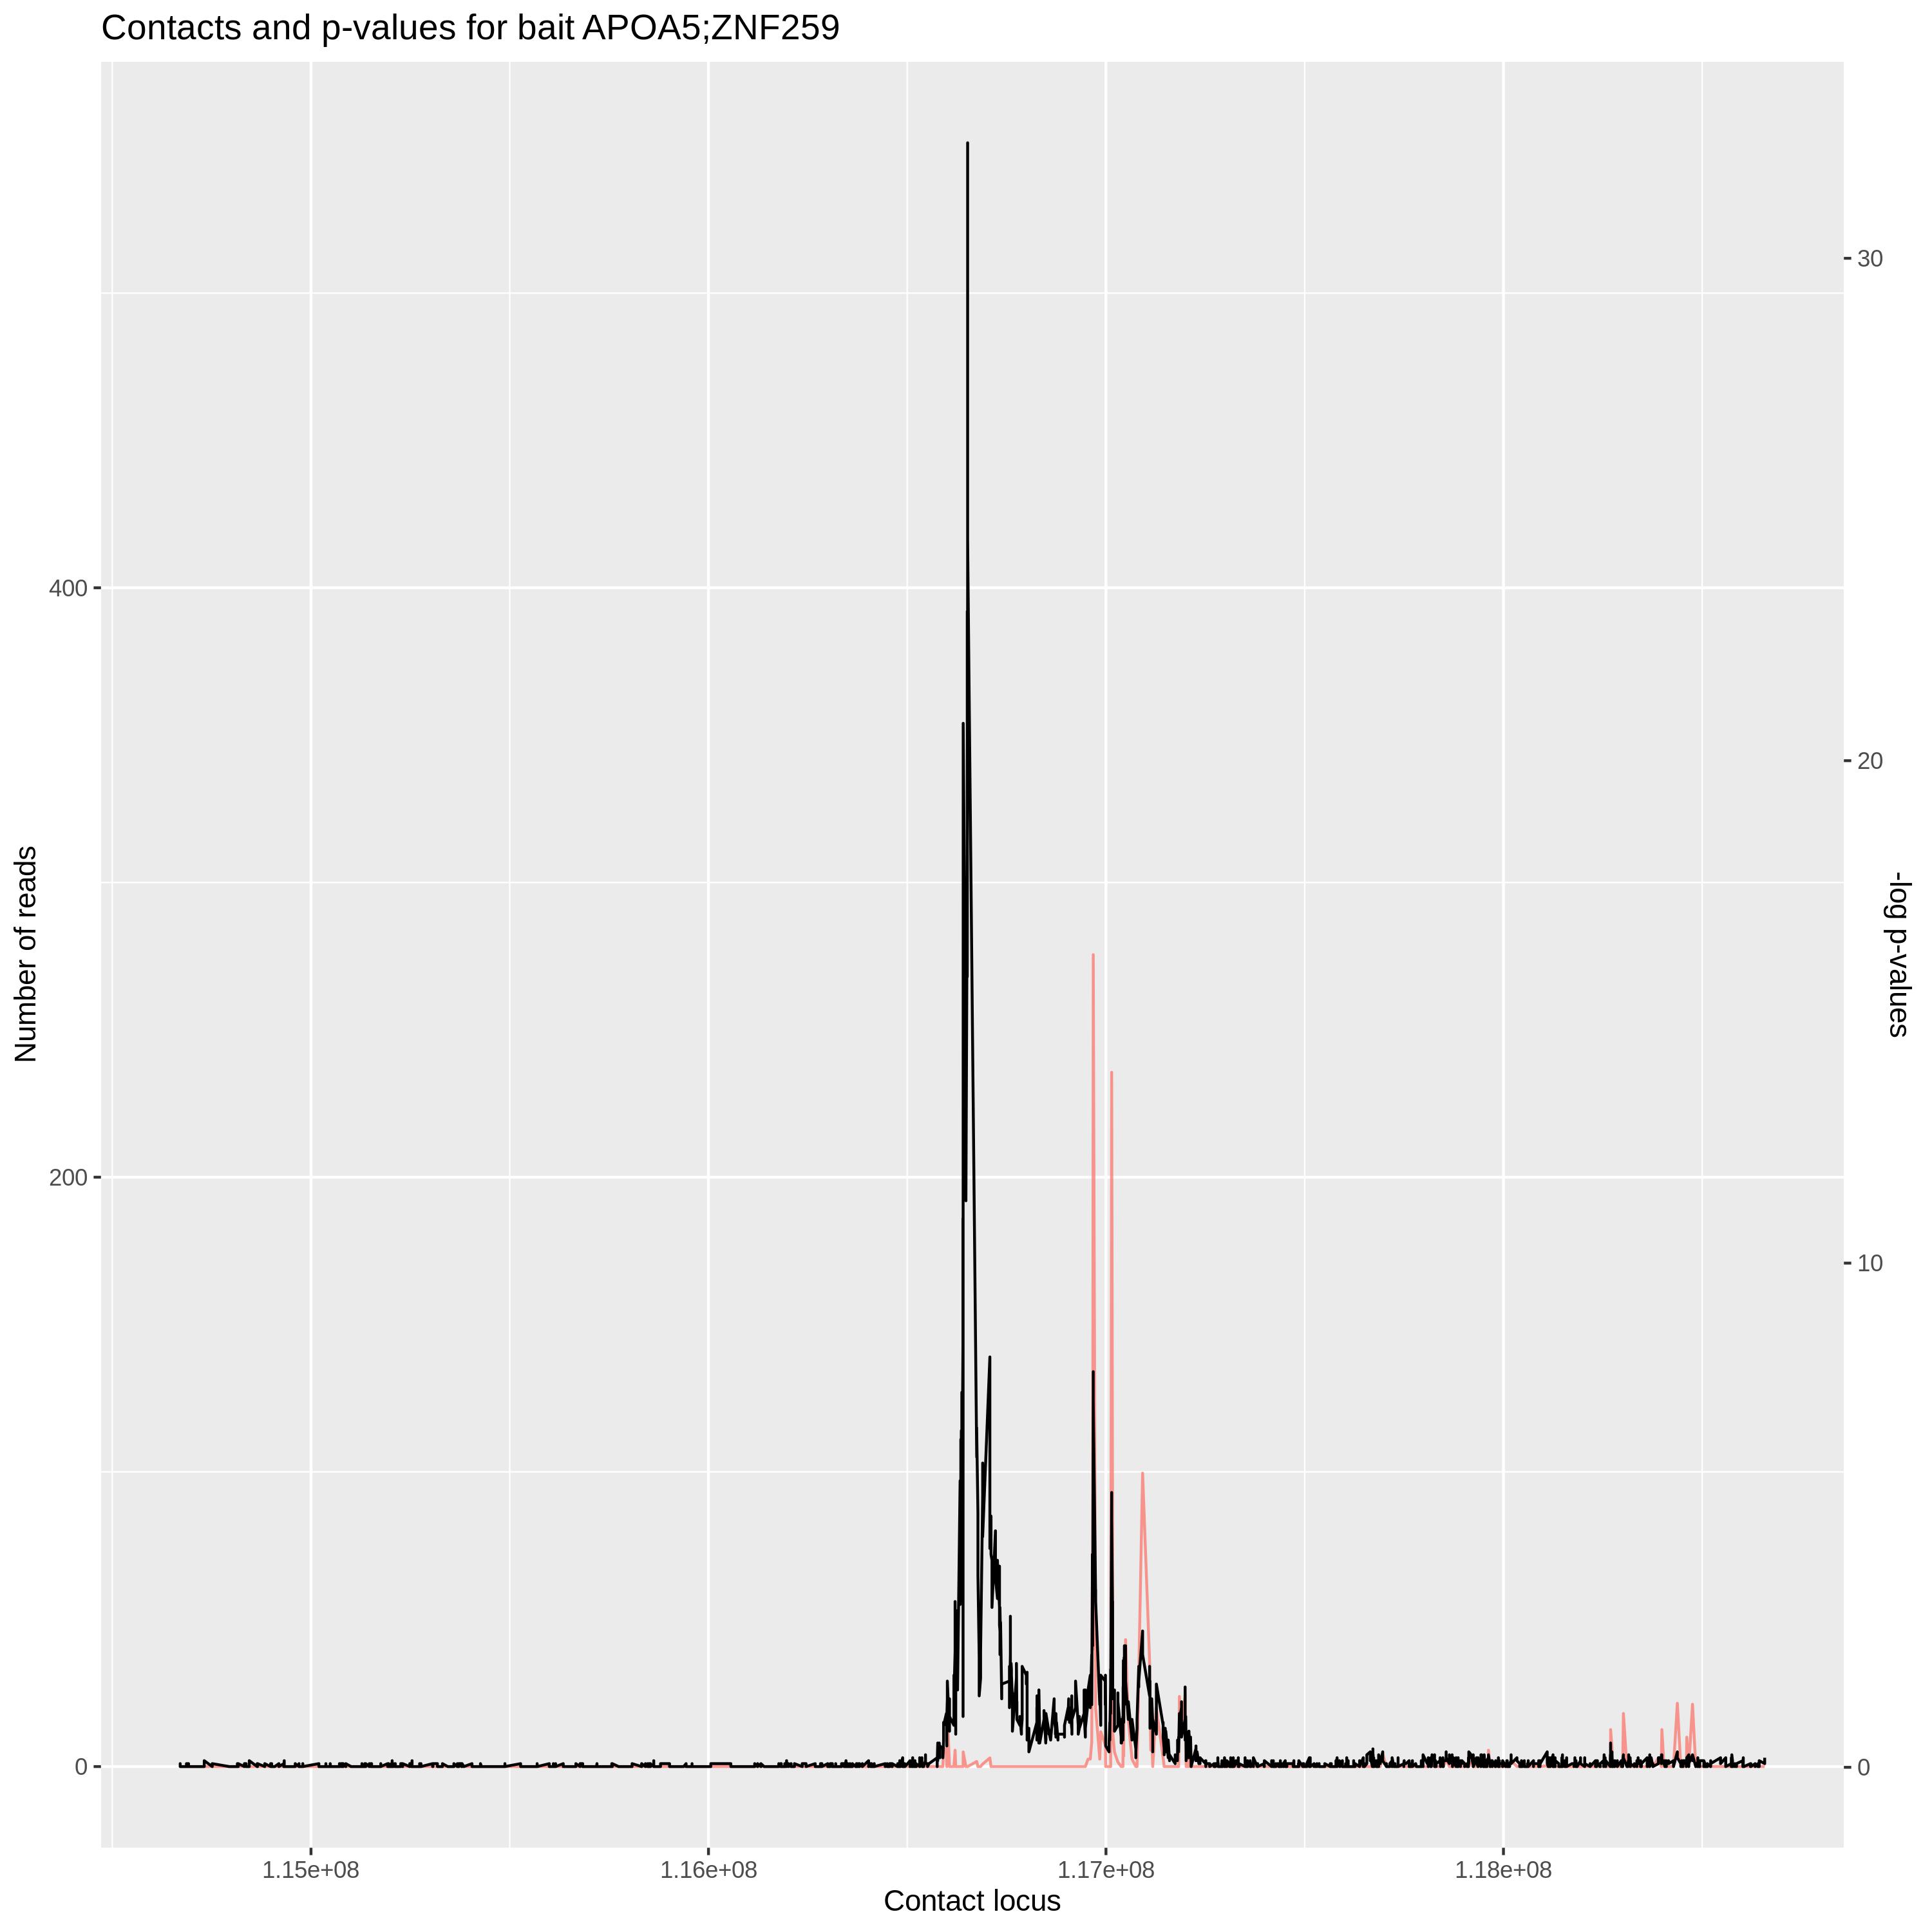 Contacts and p-values for bait APOA5;ZNF259
Number of reads
400
200
0
30
20
10
0
-log p-values
1.15e+08
1.16e+08
1.17e+08
1.18e+08
Contact locus